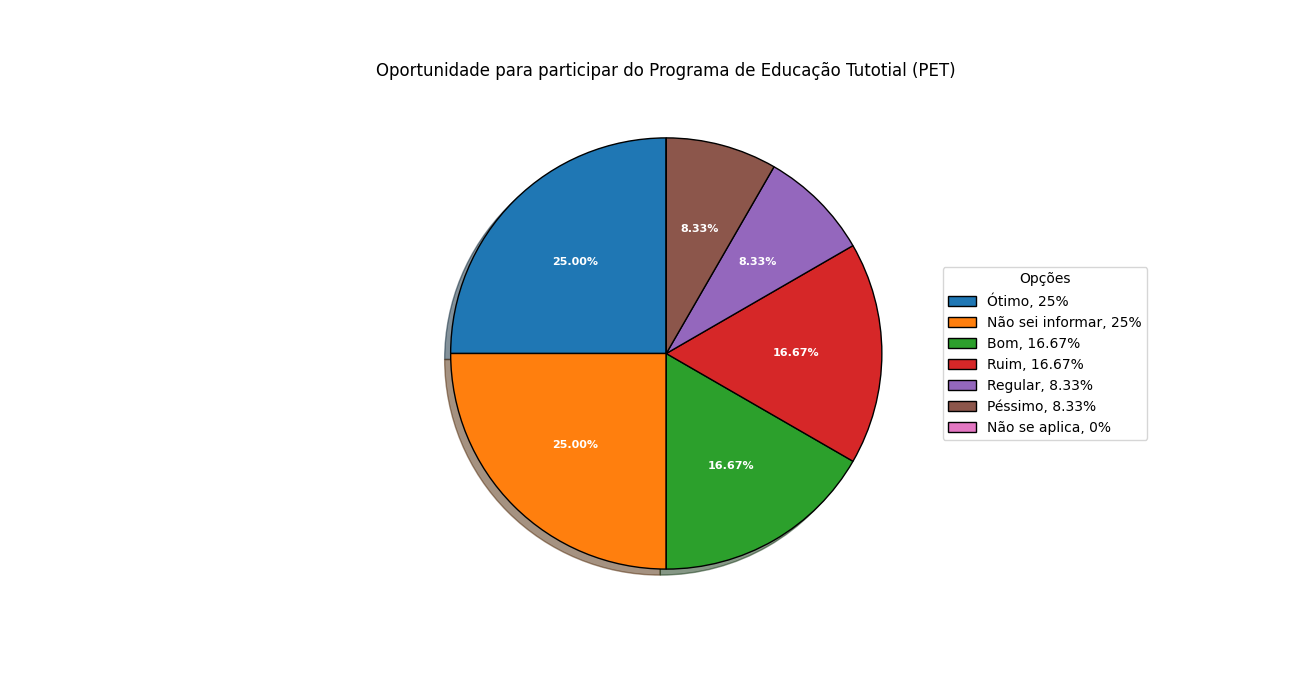 Oportunidade para participar do Programa de Educação Tutotial (PET)
8.33%
8.33%
25.00%
16.67%
25.00%
16.67%
Opções
Ótimo, 25%
Não sei informar, 25%
Bom, 16.67%
Ruim, 16.67%
Regular, 8.33%
Péssimo, 8.33%
Não se aplica, 0%